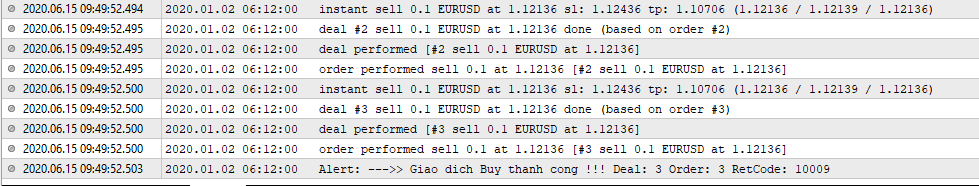 2020.06.15 09:49:52.494 2020.01.02 06:12:00 instant sell 0.1 EURUSD at 1.12136 sl: 1.12436 tp: 1.10706 (1.12136 / 1.12139 / 1.12136)
2020.06.15 09:49:52.495 2020.01.02 06:12:00 deal #2 sell 0.1 EURUSD at 1.12136 done (based on order #2)
2020.06.15 09:49:52.495 2020.01.02 06:12:00 deal performed [#2 sell 0.1 EURUSD at 1.12136]
2020.06.15 09:49:52.495 2020.01.02 06:12:00 order performed sell 0.1 at 1.12136 [#2 sell 0.1 EURUSD at 1.12136]
2020.06.15 09:49:52.500 2020.01.02 06:12:00 instant sell 0.1 EURUSD at 1.12136 sl: 1.12436 tp: 1.10706 (1.12136 / 1.12139 / 1.12136)
2020.06.15 09:49:52.500 2020.01.02 06:12:00 deal #3 sell 0.1 EURUSD at 1.12136 done (based on order #3)
2020.06.15 09:49:52.500 2020.01.02 06:12:00 deal performed [#3 sell 0.1 EURUSD at 1.12136]
2020.06.15 09:49:52.500 2020.01.02 06:12:00 order performed sell 0.1 at 1.12136 [#3 sell 0.1 EURUSD at 1.12136]
2020.06.15 09:49:52.503 2020.01.02 06:12:00 Alert: --->> Giao dich Buy thanh cong !!! Deal: 3 Order: 3 RetCode: 10009